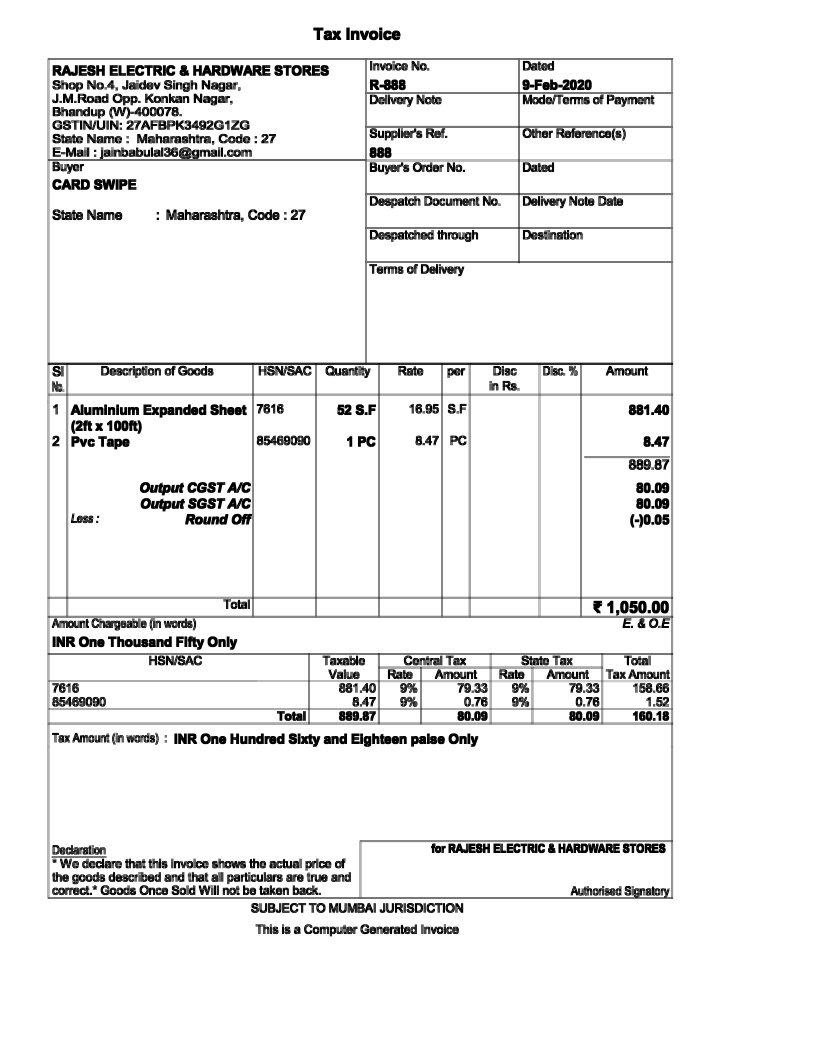 Tax Invoice
RAJESH ELECTRIC & HARDWARE STORES
Shop No.4, Jaidev Singh Nagar,
J.M.Road Opp. Konkan Nagar,
Bhandup (W)-400078.
GSTIN/UIN: 27AFBPK3492G1ZG
State Name : Maharashtra, Code : 27
E-Mail : jainbabulal36@gmail.com
Invoice No. Dated
R-888 9-Feb-2020
Delivery Note Mode/Terms of Payment
Supplier's Ref. Other Reference(s)
888
Buyer
CARD SWIPE
State Name : Maharashtra, Code : 27
Buyer's Order No. Dated
Despatch Document No. Delivery Note Date
Despatched through Destination
Terms of Delivery
Sl Description of Goods HSN/SAC Quantity Rate per Disc Disc. % Amount
No. in Rs.
1 Aluminium Expanded Sheet 7616 52 S.F 16.95 S.F 881.40
(2ft x 100ft)
2 Pvc Tape 85469090 1 PC 8.47 PC 8.47
889.87
Output CGST A/C 80.09
Output SGST A/C 80.09
Less : Round Off (-)0.05
Total ₹ 1,050.00
Amount Chargeable (in words) E. & O.E
INR One Thousand Fifty Only
HSN/SAC Taxable Central Tax State Tax Total
Value Rate Amount Rate Amount Tax Amount
7616 881.40 9% 79.33 9% 79.33 158.66
85469090 8.47 9% 0.76 9% 0.76 1.52
Total 889.87 80.09 80.09 160.18
Tax Amount (in words) : INR One Hundred Sixty and Eighteen paise Only
Declaration
* We declare that this invoice shows the actual price of
the goods described and that all particulars are true and
correct.* Goods Once Sold Will not be taken back.
for RAJESH ELECTRIC & HARDWARE STORES
Authorised Signatory
SUBJECT TO MUMBAI JURISDICTION
This is a Computer Generated Invoice